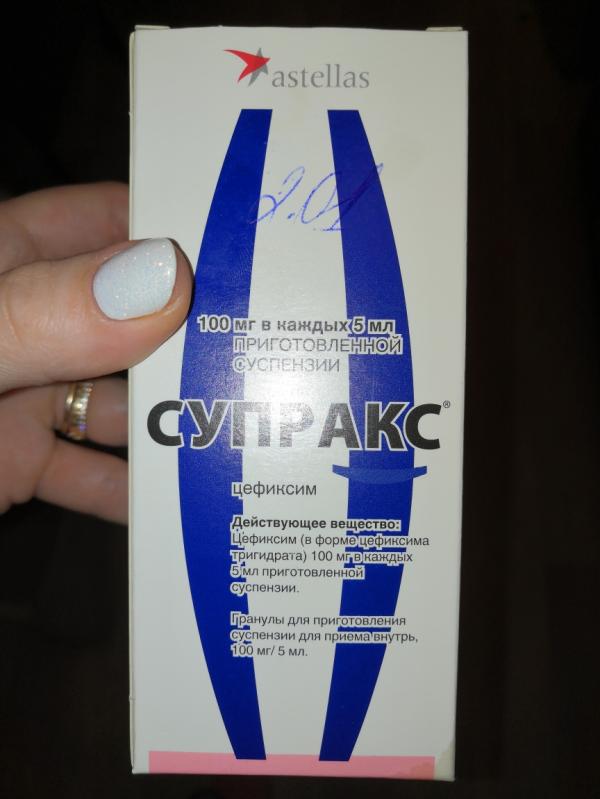 astellas
2.01
100 мг в каждых 5 мл
ПРИГОТОВЛЕННОЙ
СУСПЕНЗИИ
СУПРАКС®
цефиксим
Действующее вещество:
Цефиксим (в форме цефиксима
тригидрата) 100 мг в каждых
5 мл приготовленной
суспензии.
Гранулы для приготовления
суспензии для приема внутрь,
100 мг/ 5 мл.